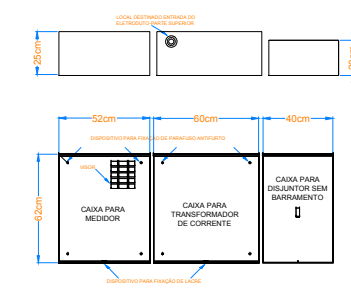 LOCAL DESTINADO ENTRADA DO
ELETRODUTO PARTE SUPERIOR
25cm
52cm
60cm
40cm
DISPOSITIVO PARA FIXAÇÃO DE PARAFUSO ANTIFURTO
VISOR
62cm
CAIXA PARA
MEDIDOR
CAIXA PARA
TRANSFORMADOR
DE CORRENTE
CAIXA PARA
DISJUNTOR SEM
BARRAMENTO
DISPOSITIVO PARA FIXAÇÃO DE LACRE